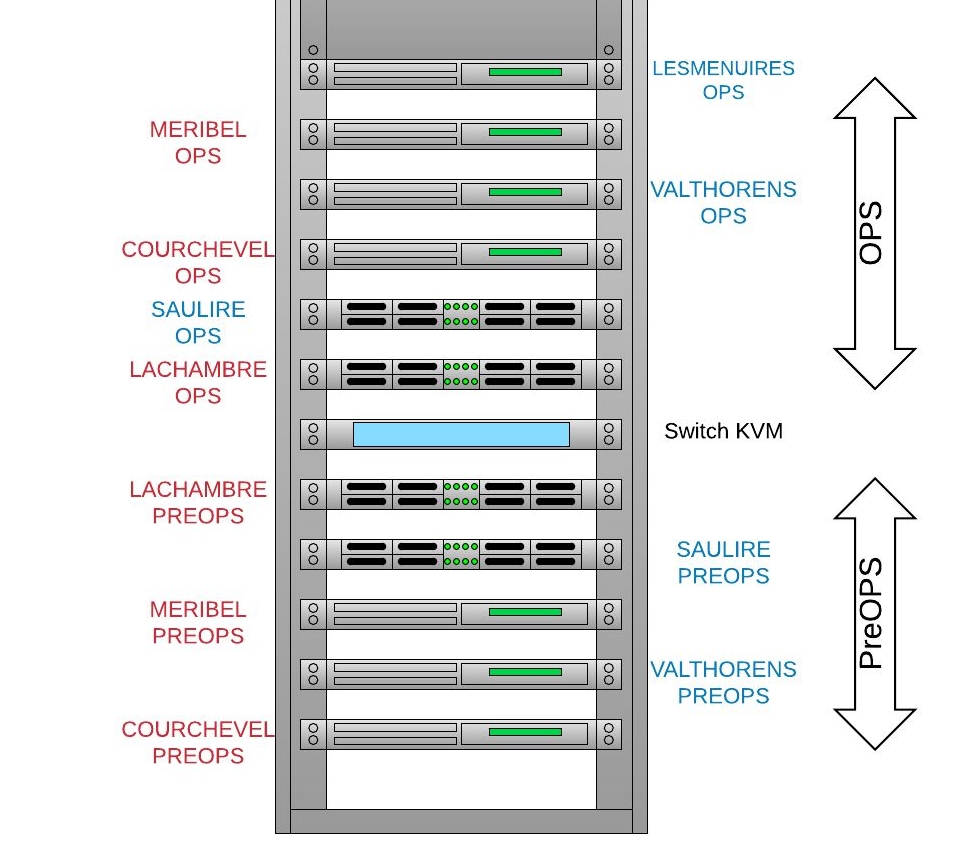 LESMENUIRES
OPS
MERIBEL
OPS
VALTHORENS
OPS
COURCHEVEL
OPS
SAULIRE
OPS
LACHAMBRE
OPS
OPS
Switch KVM
LACHAMBRE
PREOPS
SAULIRE
PREOPS
MERIBEL
PREOPS
VALTHORENS
PREOPS
COURCHEVEL
PREOPS
PreOPS